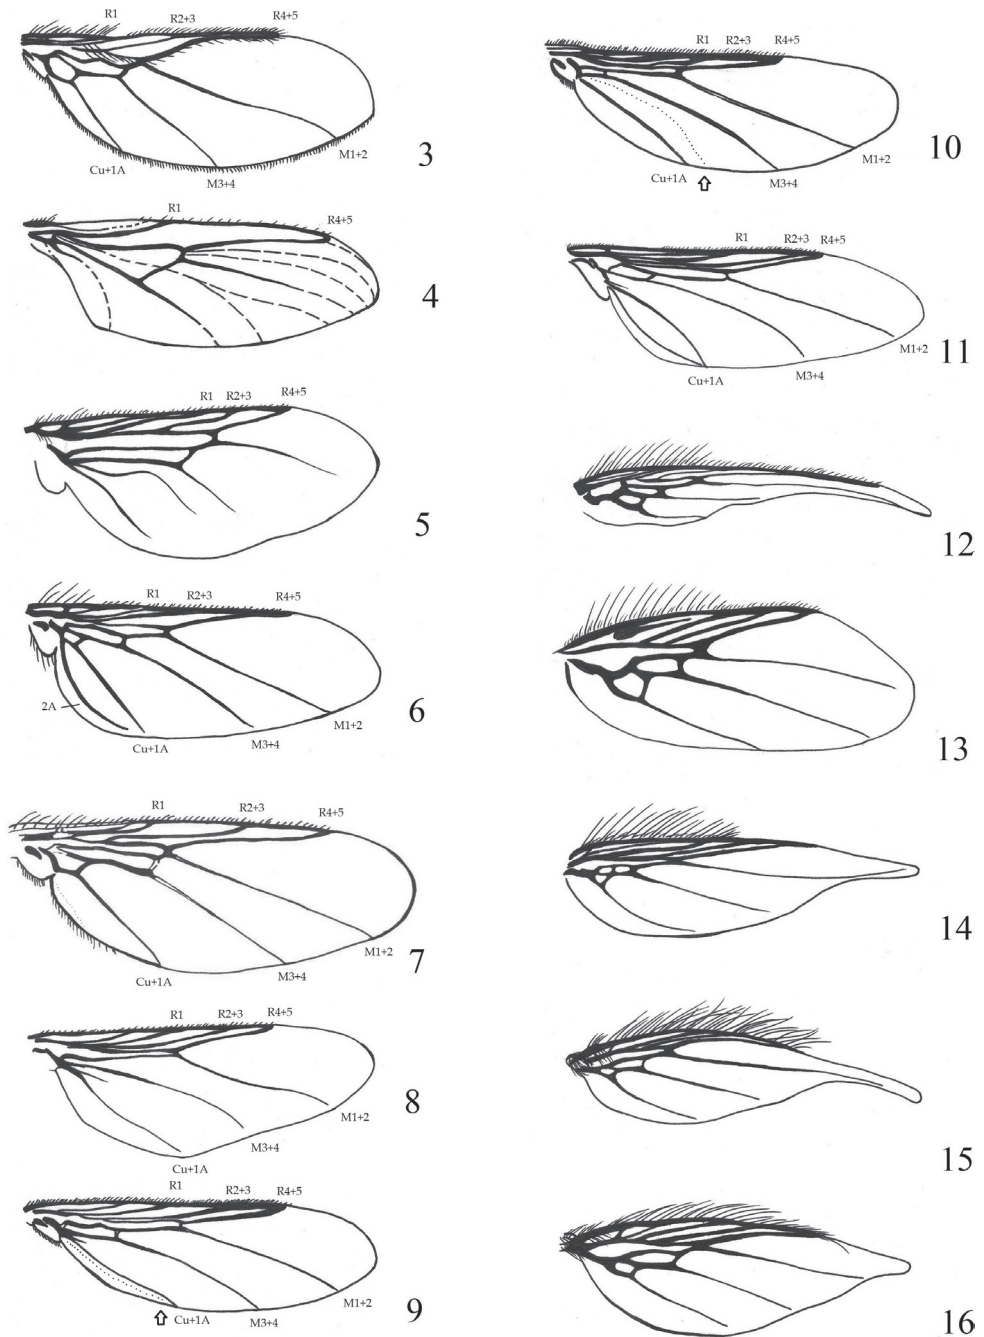 R1 R2+3 R4+5
Cu+1A M3+4 M1+2
3
R1 R4+5
4
R1 R2+3 R4+5
5
R1 R2+3 R4+5
2A Cu+1A M3+4 M1+2
6
R1 R2+3 R4+5
Cu+1A M3+4 M1+2
7
R1 R2+3 R4+5
Cu+1A M3+4 M1+2
8
R1 R2+3 R4+5
Cu+1A M3+4 M1+2
9
R1 R2+3 R4+5
Cu+1A M3+4 M1+2
10
R1 R2+3 R4+5
Cu+1A M3+4 M1+2
11
12
13
14
15
16